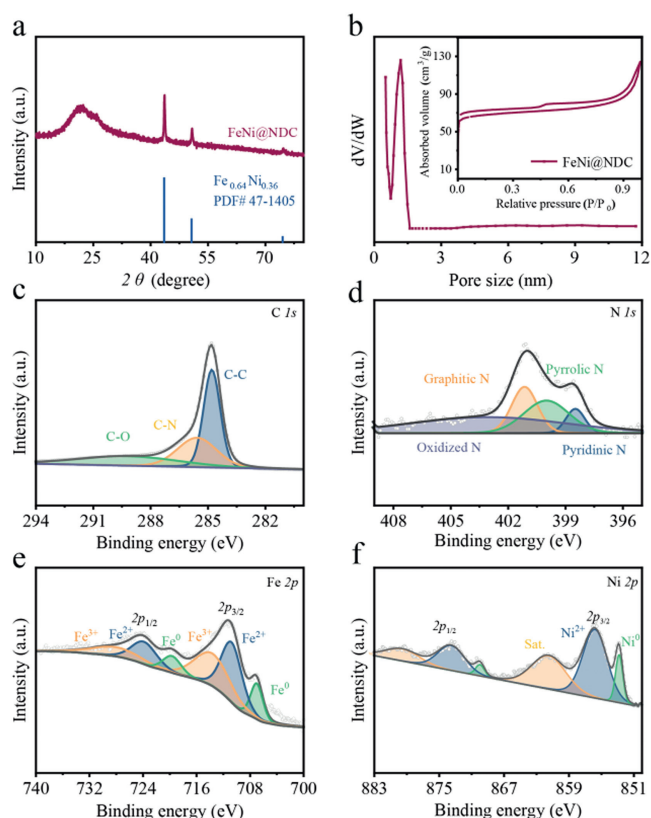 a
Intensity (a.u.)
FeNi@NDC
Fe0.64Ni0.36
PDF# 47-1405
10 30 50 70
2 θ (degree)
b
dV/dW
Absorbed volume (cm3/g)
130
90
50
10
FeNi@NDC
0.0 0.3 0.6 0.9
Relative pressure (P/P0)
0 3 6 9 12
Pore size (nm)
c
C 1s
Intensity (a.u.)
C-C
C-N
C-O
294 291 288 285 282
Binding energy (eV)
d
N 1s
Intensity (a.u.)
Graphitic N
Pyrrolic N
Oxidized N
Pyridinic N
408 405 402 399 396
Binding energy (eV)
e
Fe 2p
Intensity (a.u.)
2p3/2
2p1/2
Fe3+
Fe2+
Fe0
Fe3+
Fe2+
Fe0
740 732 724 716 708 700
Binding energy (eV)
f
Ni 2p
Intensity (a.u.)
2p3/2
2p1/2
Ni2+
Ni0
Sat.
883 875 867 859 851
Binding energy (eV)